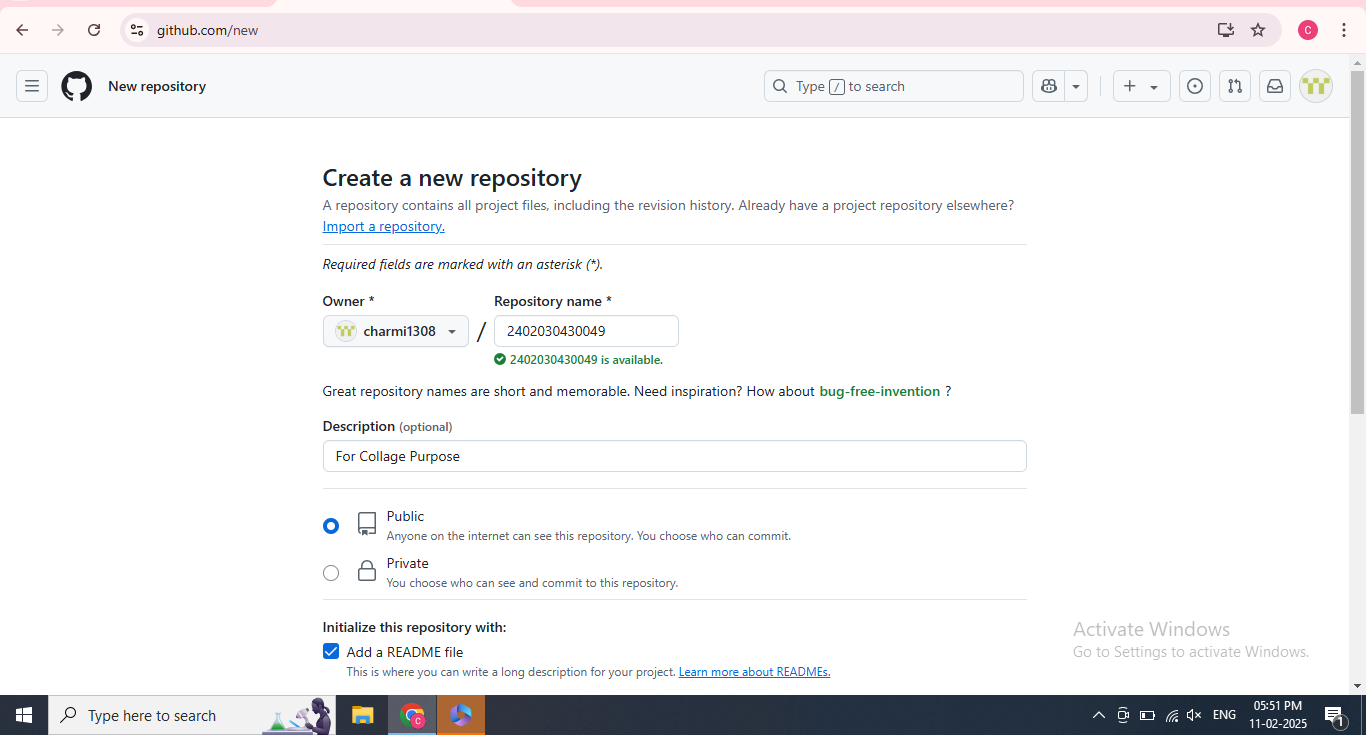 github.com/new
C
New repository
Type / to search
Create a new repository
A repository contains all project files, including the revision history. Already have a project repository elsewhere?
Import a repository.
Required fields are marked with an asterisk (*).
Owner *
Repository name *
charmi1308
/
2402030430049
2402030430049 is available.
Great repository names are short and memorable. Need inspiration? How about bug-free-invention ?
Description (optional)
For Collage Purpose
Public
Anyone on the internet can see this repository. You choose who can commit.
Private
You choose who can see and commit to this repository.
Initialize this repository with:
Add a README file
This is where you can write a long description for your project. Learn more about READMEs.
Activate Windows
Go to Settings to activate Windows.
Type here to search
C
ENG
05:51 PM
11-02-2025
1